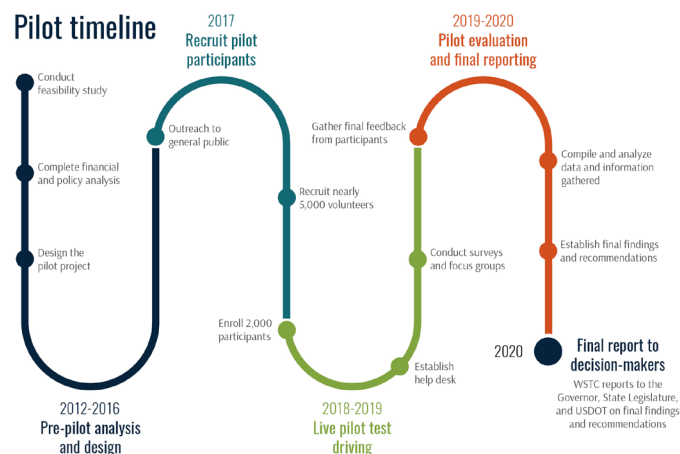 Pilot timeline
Conduct
feasibility study
Complete financial
and policy analysis
Design the
pilot project
2012-2016
Pre-pilot analysis
and design
2017
Recruit pilot
participants
Outreach to
general public
Recruit nearly
5,000 volunteers
Enroll 2,000
participants
Establish
help desk
2018-2019
Live pilot test
driving
Conduct surveys
and focus groups
2019-2020
Pilot evaluation
and final reporting
Gather final feedback
from participants
Compile and analyze
data and information
gathered
Establish final findings
and recommendations
2020
Final report to
decision-makers
WSTC reports to the
Governor, State Legislature,
and USDOT on final findings
and recommendations